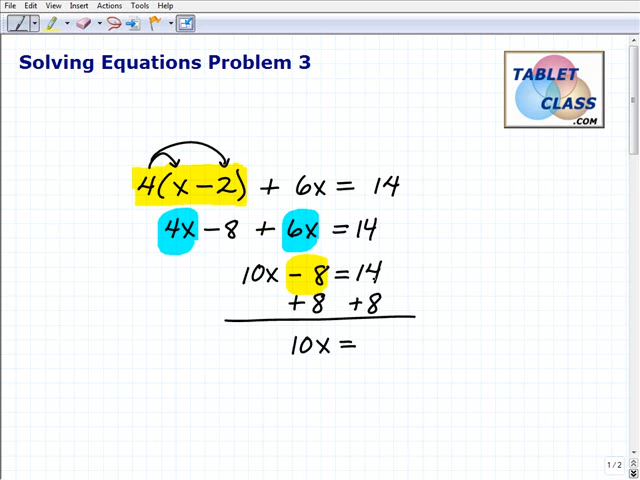 File Edit View Insert Actions Tools Help
Solving Equations Problem 3
TABLET
CLASS
.COM
4(x-2) + 6x = 14
4x - 8 + 6x = 14
10x - 8 = 14
+8 +8
10x =
1/2